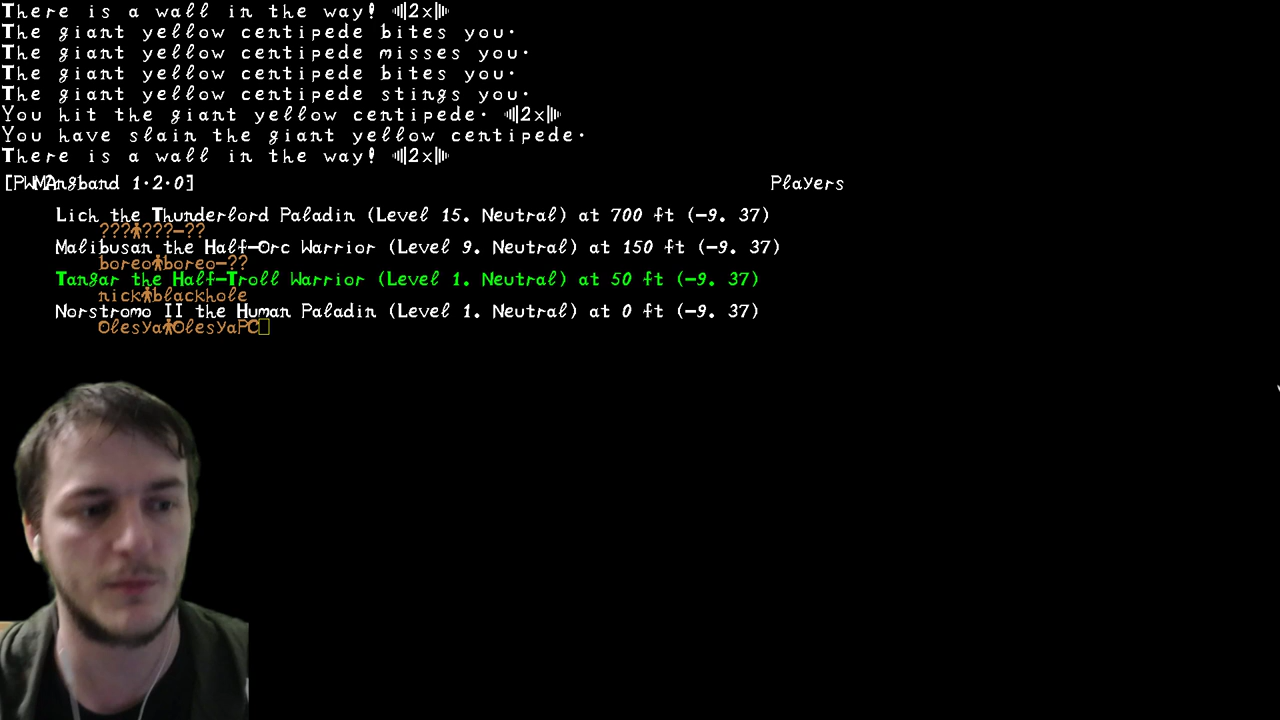 There is a wall in the way! (2x)
The giant yellow centipede bites you.
The giant yellow centipede misses you.
The giant yellow centipede bites you.
The giant yellow centipede stings you.
You hit the giant yellow centipede. (2x)
You have slain the giant yellow centipede.
There is a wall in the way! (2x)
[PWMAngband 1.2.0] Players
Lich the Thunderlord Paladin (Level 15, Neutral) at 700 ft (-9, 37)
???@???-??
Malibusan the Half-Orc Warrior (Level 9, Neutral) at 150 ft (-9, 37)
boreo@boreo-??
Tangar the Half-Troll Warrior (Level 1, Neutral) at 50 ft (-9, 37)
nick@blackhole
Norstromo II the Human Paladin (Level 1, Neutral) at 0 ft (-9, 37)
Olesya@OlesyaPC